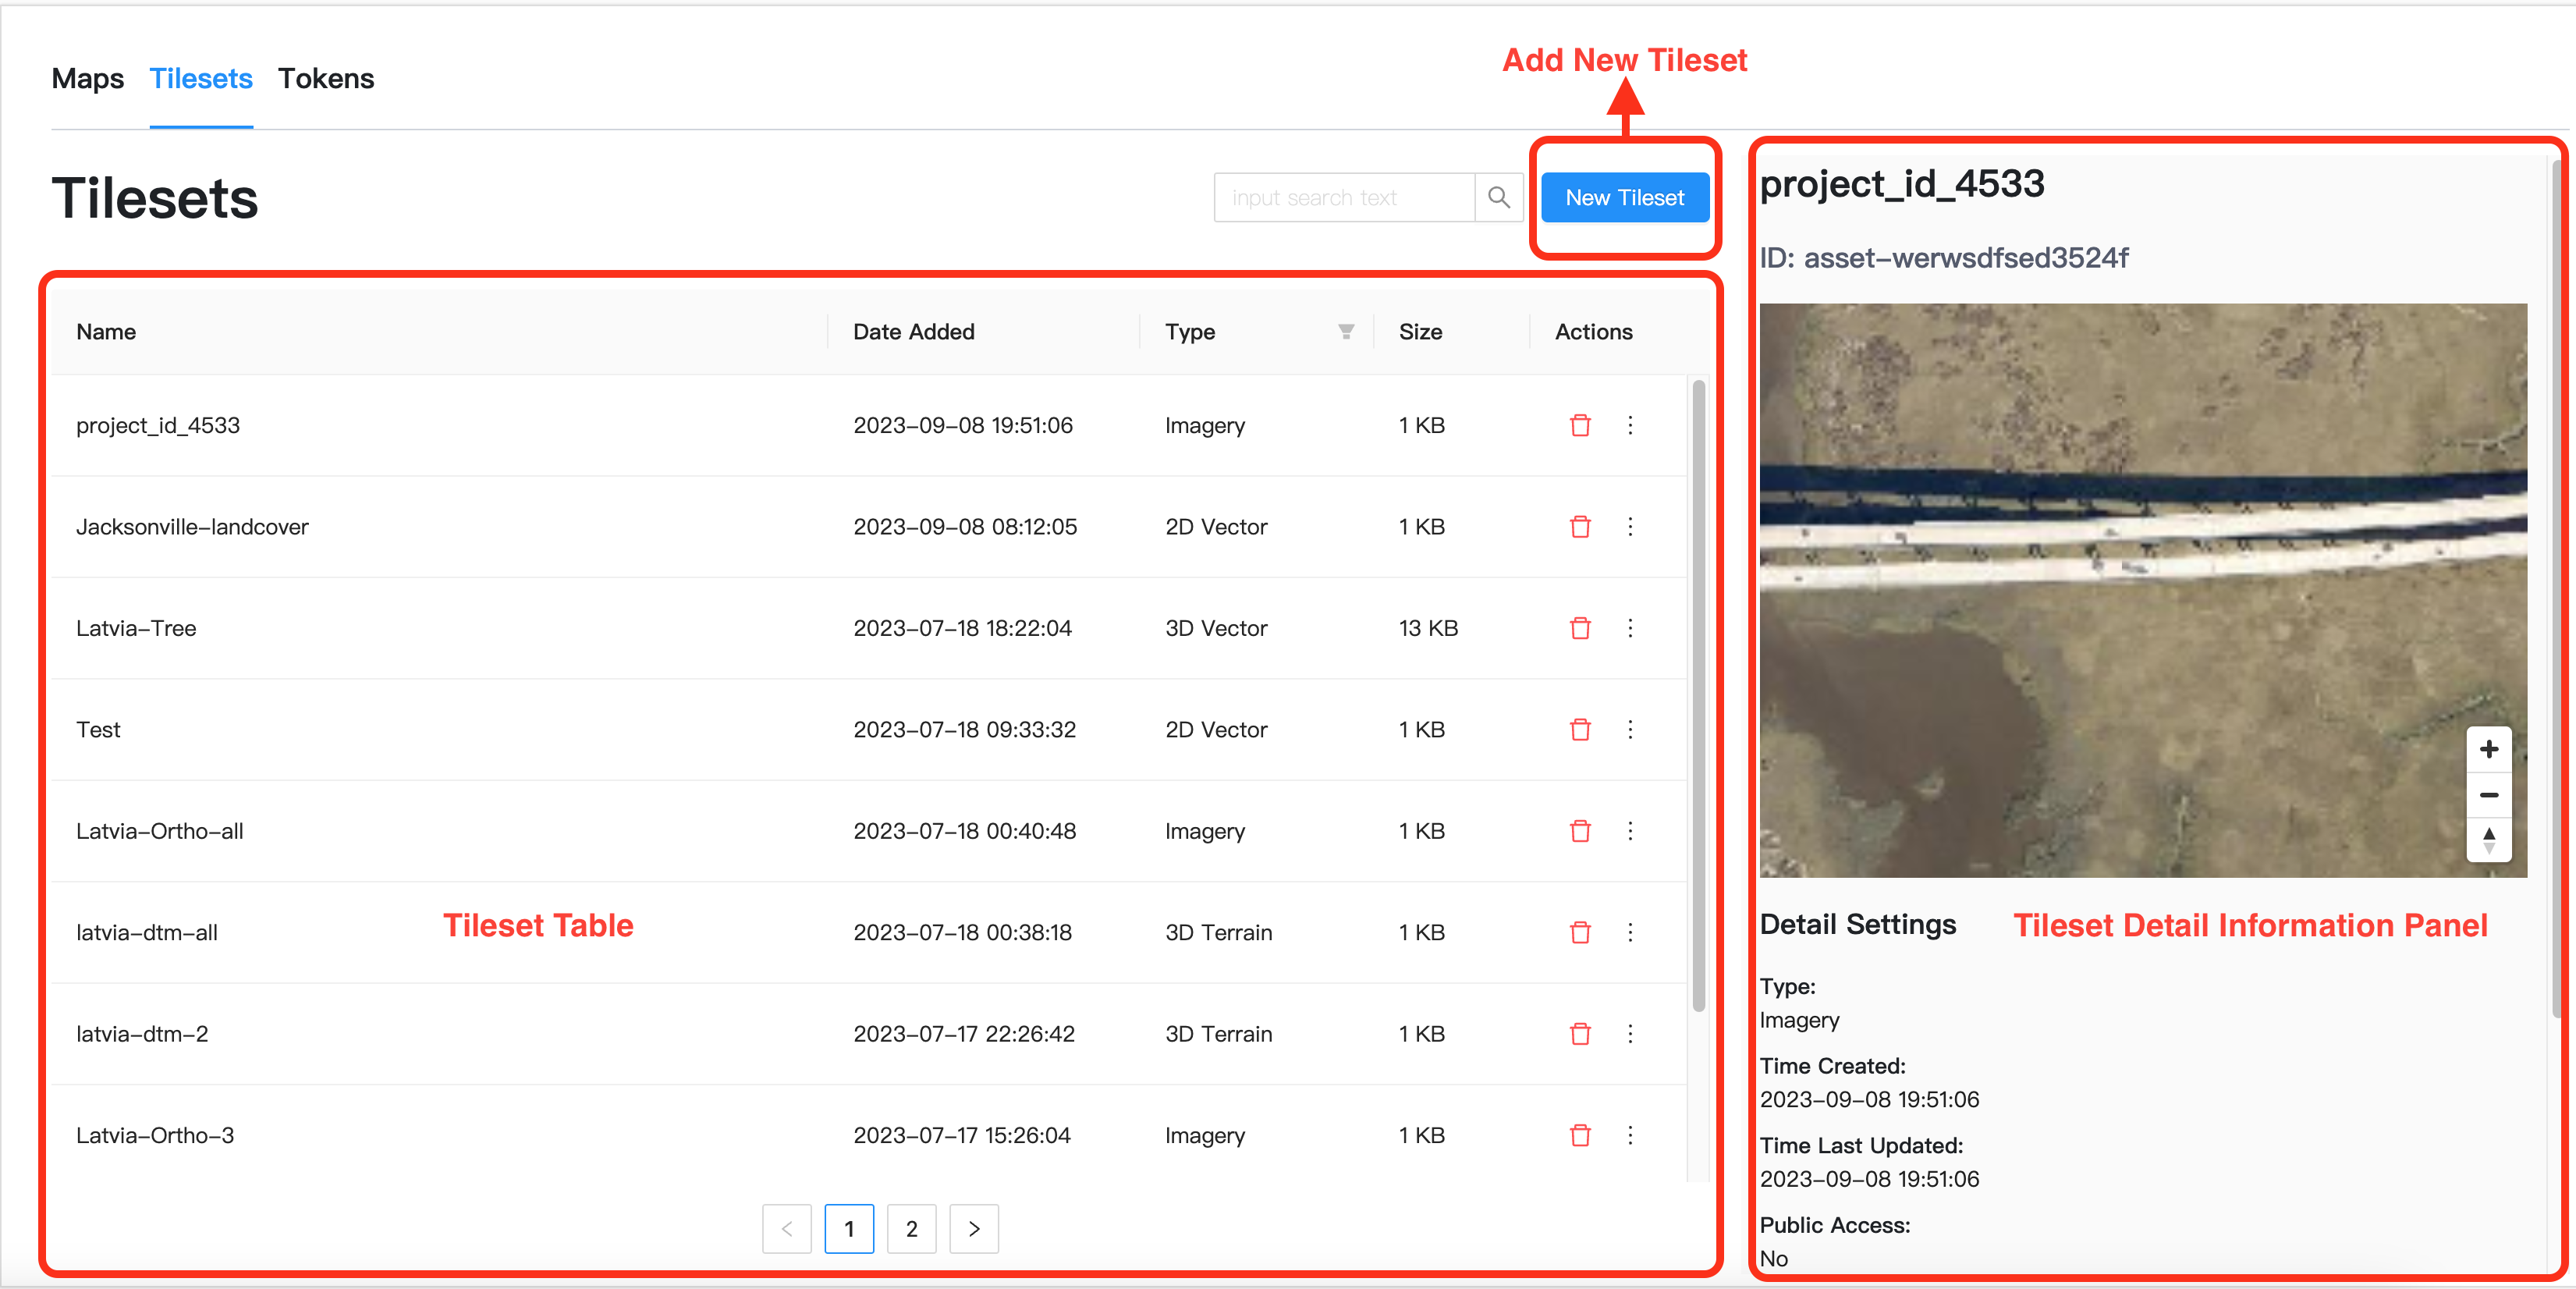 Add New Tileset
Maps Tilesets Tokens
Tilesets
input search text
New Tileset
Name Date Added Type Size Actions
project_id_4533 2023-09-08 19:51:06 Imagery 1 KB
Jacksonville-landcover 2023-09-08 08:12:05 2D Vector 1 KB
Latvia-Tree 2023-07-18 18:22:04 3D Vector 13 KB
Test 2023-07-18 09:33:32 2D Vector 1 KB
Latvia-Ortho-all 2023-07-18 00:40:48 Imagery 1 KB
latvia-dtm-all 2023-07-18 00:38:18 3D Terrain 1 KB
Tileset Table
latvia-dtm-2 2023-07-17 22:26:42 3D Terrain 1 KB
Latvia-Ortho-3 2023-07-17 15:26:04 Imagery 1 KB
< 1 2 >
project_id_4533
ID: asset-werwsdfsed3524f
Detail Settings
Tileset Detail Information Panel
Type:
Imagery
Time Created:
2023-09-08 19:51:06
Time Last Updated:
2023-09-08 19:51:06
Public Access:
No